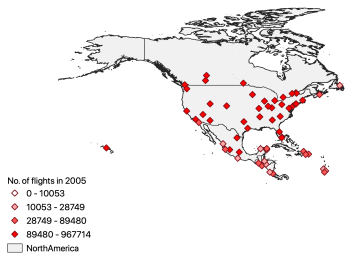 No. of flights in 2005
0 - 10053
10053 - 28749
28749 - 89480
89480 - 967714
NorthAmerica